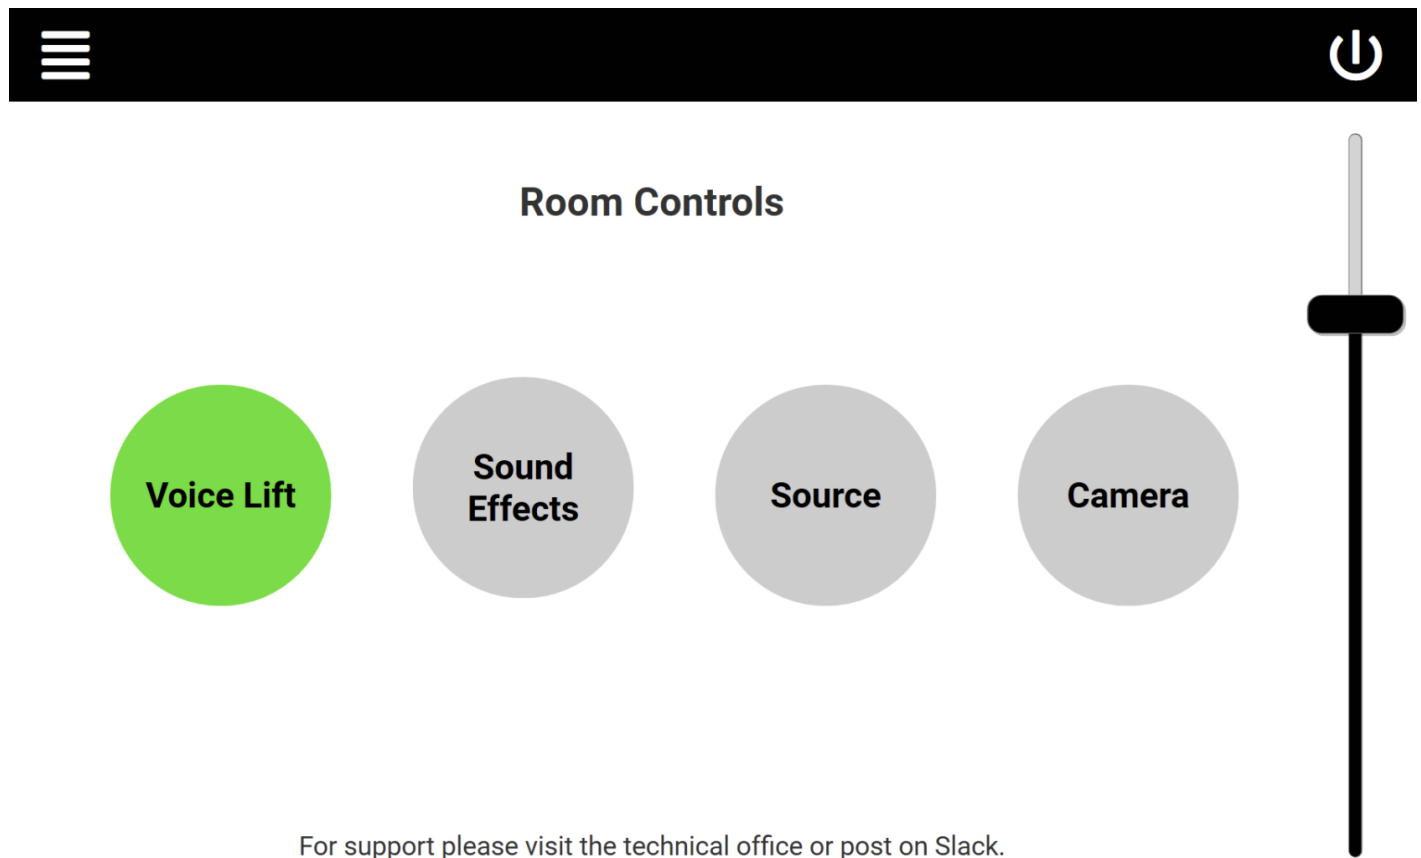 Room Controls
Voice Lift
Sound
Effects
Source
Camera
For support please visit the technical office or post on Slack.